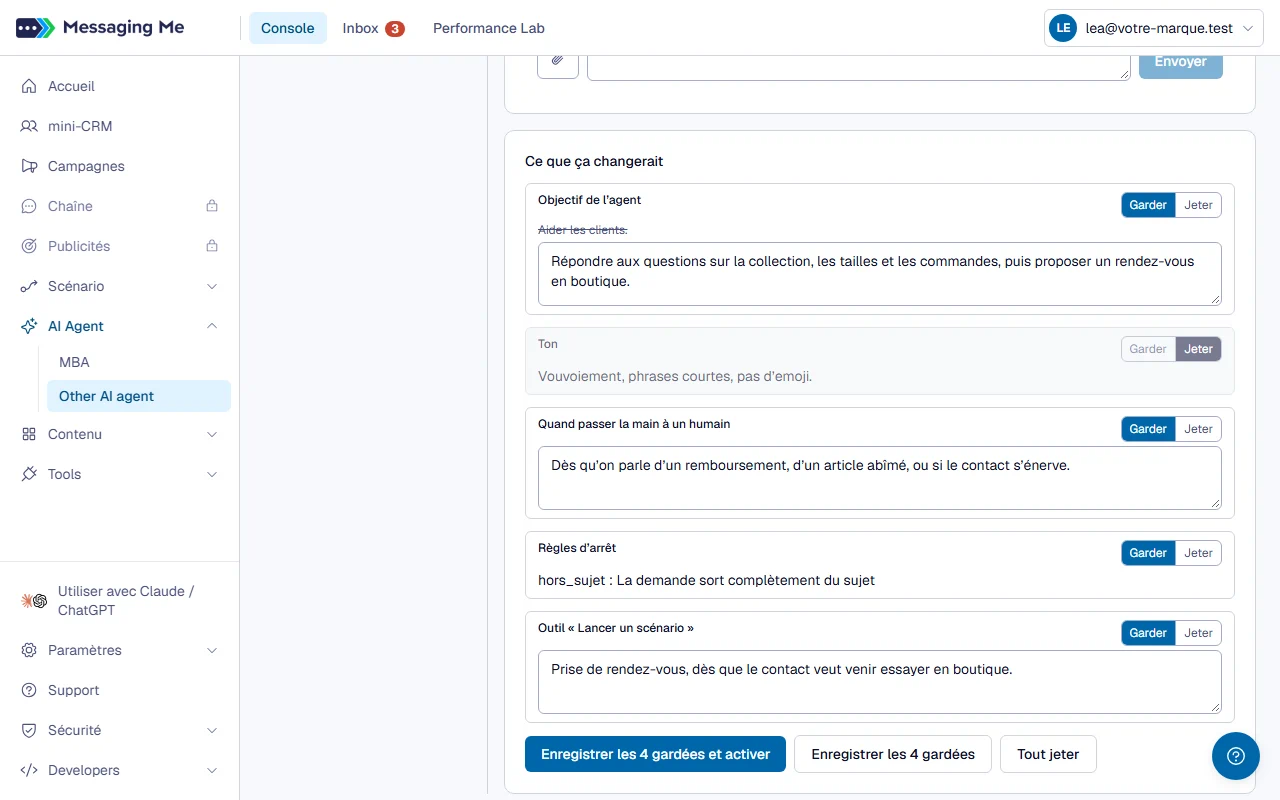 Messaging Me
Console
Inbox 3
Performance Lab
LE lea@votre-marque.test
Accueil
mini-CRM
Campagnes
Chaîne
Publicités
Scénario
AI Agent
MBA
Other AI agent
Contenu
Tools
Utiliser avec Claude /
ChatGPT
Paramètres
Support
Sécurité
Developers
Envoyer
Ce que ça changerait
Objectif de l'agent
Garder Jeter
Aider les clients.
Répondre aux questions sur la collection, les tailles et les commandes, puis proposer un rendez-vous
en boutique.
Ton
Garder Jeter
Vouvoiement, phrases courtes, pas d'emoji.
Quand passer la main à un humain
Garder Jeter
Dès qu'on parle d'un remboursement, d'un article abîmé, ou si le contact s'énerve.
Règles d'arrêt
Garder Jeter
hors_sujet : La demande sort complètement du sujet
Outil « Lancer un scénario »
Garder Jeter
Prise de rendez-vous, dès que le contact veut venir essayer en boutique.
Enregistrer les 4 gardées et activer
Enregistrer les 4 gardées
Tout jeter